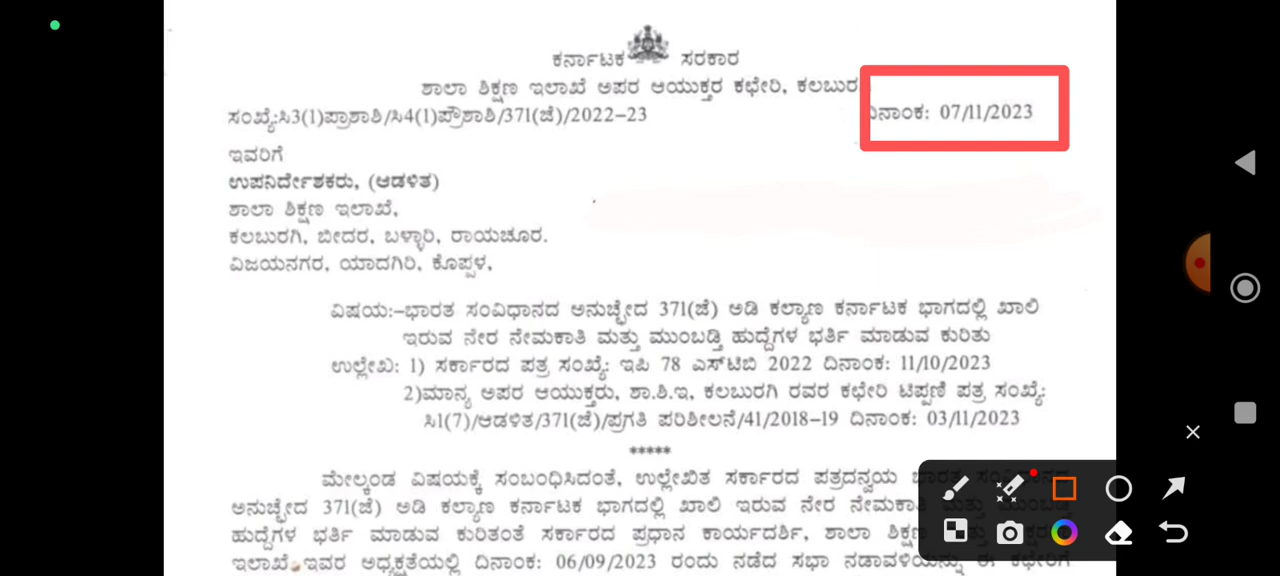 ಕರ್ನಾಟಕ ಸರಕಾರ
ಶಾಲಾ ಶಿಕ್ಷಣ ಇಲಾಖೆ ಅಪರ ಆಯುಕ್ತರ ಕಛೇರಿ, ಕಲಬುರ
ಸಂಖ್ಯೆ:ಸಿ3(1)ಪ್ರಾಶಾಶಿ/ಸಿ4(1)ಪ್ರೌಶಾಶಿ/371(ಜೆ)/2022-23 ದಿನಾಂಕ: 07/11/2023
ಇವರಿಗೆ
ಉಪನಿರ್ದೇಶಕರು, (ಆಡಳಿತ)
ಶಾಲಾ ಶಿಕ್ಷಣ ಇಲಾಖೆ,
ಕಲಬುರಗಿ, ಬೀದರ, ಬಳ್ಳಾರಿ, ರಾಯಚೂರ.
ವಿಜಯನಗರ, ಯಾದಗಿರಿ, ಕೊಪ್ಪಳ,
ವಿಷಯ:-ಭಾರತ ಸಂವಿಧಾನದ ಅನುಚ್ಛೇದ 371(ಜೆ) ಅಡಿ ಕಲ್ಯಾಣ ಕರ್ನಾಟಕ ಭಾಗದಲ್ಲಿ ಖಾಲಿ
ಇರುವ ನೇರ ನೇಮಕಾತಿ ಮತ್ತು ಮುಂಬಡ್ತಿ ಹುದ್ದೆಗಳ ಭರ್ತಿ ಮಾಡುವ ಕುರಿತು
ಉಲ್ಲೇಖ: 1) ಸರ್ಕಾರದ ಪತ್ರ ಸಂಖ್ಯೆ: ಇಪಿ 78 ಎಸ್‌ಟಿಬಿ 2022 ದಿನಾಂಕ: 11/10/2023
2)ಮಾನ್ಯ ಅಪರ ಆಯುಕ್ತರು, ಶಾ.ಶಿ.ಇ, ಕಲಬುರಗಿ ರವರ ಕಛೇರಿ ಟಿಪ್ಪಣಿ ಪತ್ರ ಸಂಖ್ಯೆ:
ಸಿ1(7)/ಆಡಳಿತ/371(ಜೆ)/ಪ್ರಗತಿ ಪರಿಶೀಲನೆ/41/2018-19 ದಿನಾಂಕ: 03/11/2023
*****
ಮೇಲ್ಕಂಡ ವಿಷಯಕ್ಕೆ ಸಂಬಂಧಿಸಿದಂತೆ, ಉಲ್ಲೇಖಿತ ಸರ್ಕಾರದ ಪತ್ರದನ್ವಯ ಭಾರತ ಸಂವಿಧಾನದ
ಅನುಚ್ಛೇದ 371(ಜೆ) ಅಡಿ ಕಲ್ಯಾಣ ಕರ್ನಾಟಕ ಭಾಗದಲ್ಲಿ ಖಾಲಿ ಇರುವ ನೇರ ನೇಮಕಾತಿ ಮತ್ತು ಮುಂಬಡ್ತಿ
ಹುದ್ದೆಗಳ ಭರ್ತಿ ಮಾಡುವ ಕುರಿತಂತೆ ಸರ್ಕಾರದ ಪ್ರಧಾನ ಕಾರ್ಯದರ್ಶಿ, ಶಾಲಾ ಶಿಕ್ಷಣ
ಇಲಾಖೆ ಇವರ ಅಧ್ಯಕ್ಷತೆಯಲ್ಲಿ ದಿನಾಂಕ: 06/09/2023 ರಂದು ನಡೆದ ಸಭಾ ನಡಾವಳಿಯನ್ನು ಈ ಕಛೇರಿಗೆ